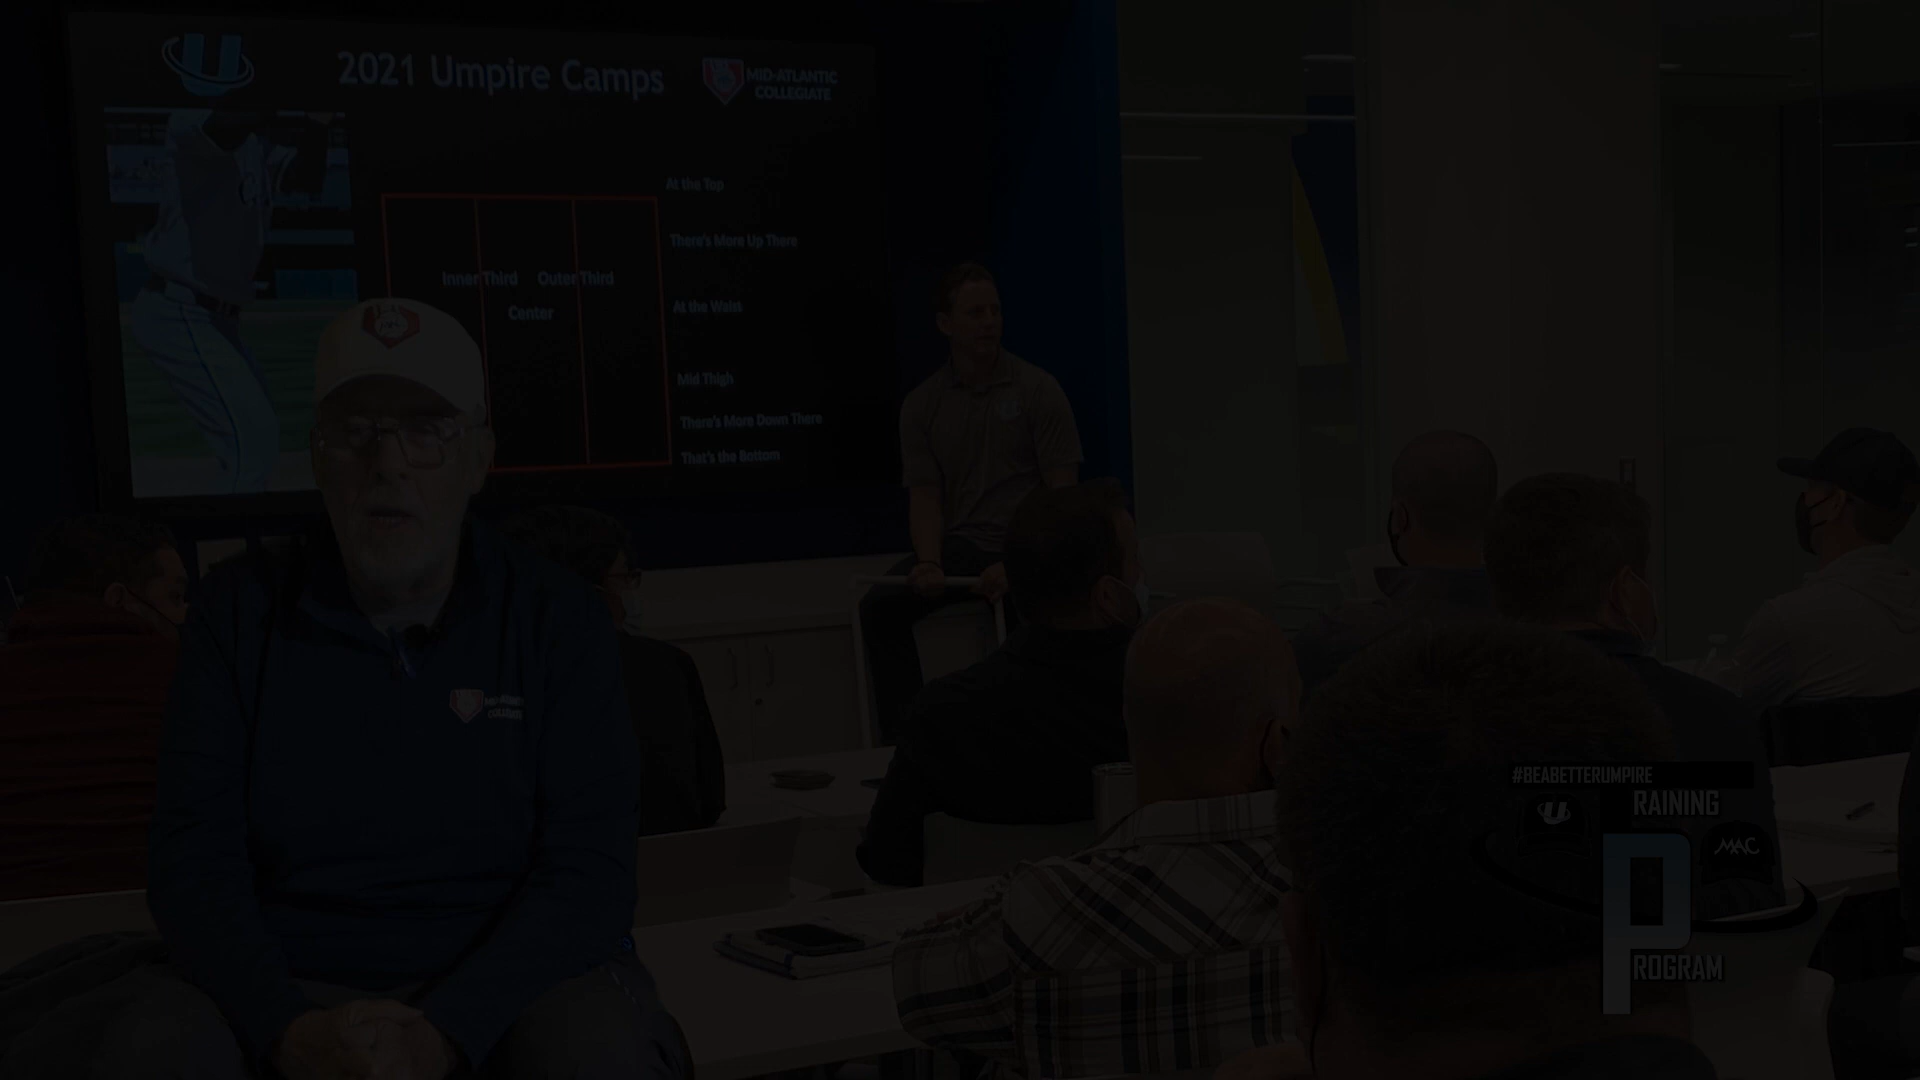 2021 Umpire Camps
MID-ATLANTIC
COLLEGIATE
At the Top
There's More Up There
Inner Third
Outer Third
At the Waist
Center
Mid Thigh
There's More Down There
That's the Bottom
#BEABETTERUMPIRE
RAINING
MAC
PROGRAM